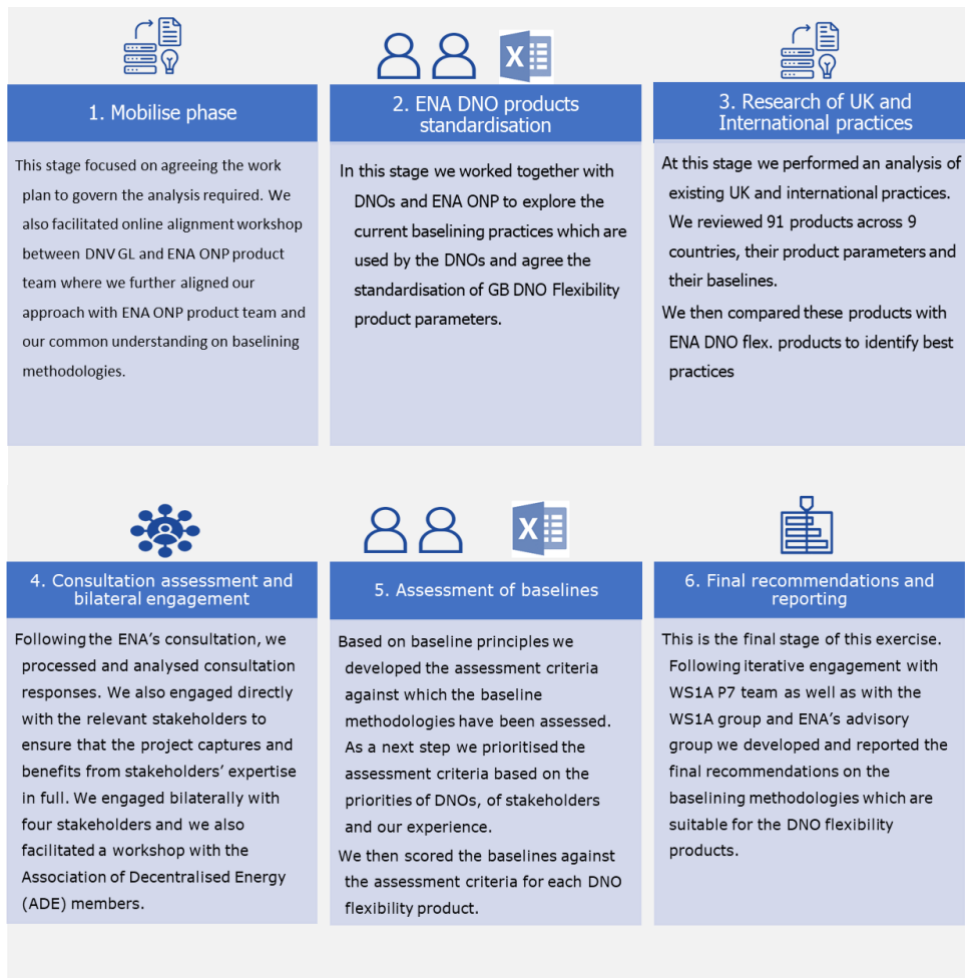 1. Mobilise phase
This stage focused on agreeing the work
plan to govern the analysis required. We
also facilitated online alignment workshop
between DNV GL and ENA ONP product
team where we further aligned our
approach with ENA ONP product team and
our common understanding on baselining
methodologies.
X
2. ENA DNO products
standardisation
In this stage we worked together with
DNOs and ENA ONP to explore the
current baselining practices which are
used by the DNOs and agree the
standardisation of GB DNO Flexibility
product parameters.
3. Research of UK and
International practices
At this stage we performed an analysis of
existing UK and international practices.
We reviewed 91 products across 9
countries, their product parameters and
their baselines.
We then compared these products with
ENA DNO flex. products to identify best
practices
4. Consultation assessment and
bilateral engagement
Following the ENA’s consultation, we
processed and analysed consultation
responses. We also engaged directly
with the relevant stakeholders to
ensure that the project captures and
benefits from stakeholders’ expertise
in full. We engaged bilaterally with
four stakeholders and we also
facilitated a workshop with the
Association of Decentralised Energy
(ADE) members.
X
5. Assessment of baselines
Based on baseline principles we
developed the assessment criteria
against which the baseline
methodologies have been assessed.
As a next step we prioritised the
assessment criteria based on the
priorities of DNOs, of stakeholders
and our experience.
We then scored the baselines against
the assessment criteria for each DNO
flexibility product.
6. Final recommendations and
reporting
This is the final stage of this exercise.
Following iterative engagement with
WS1A P7 team as well as with the
WS1A group and ENA’s advisory
group we developed and reported the
final recommendations on the
baselining methodologies which are
suitable for the DNO flexibility
products.